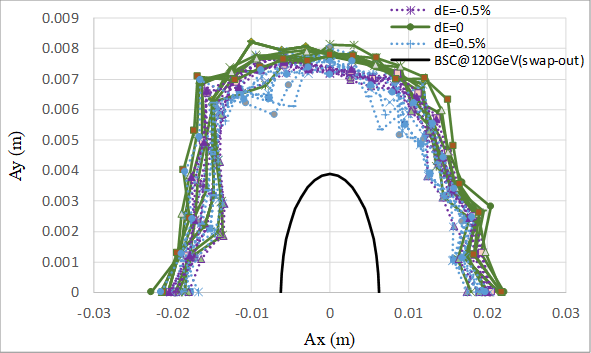 0.009
0.008
0.007
0.006
0.005
0.004
0.003
0.002
0.001
0
Ay (m)
dE=-0.5%
dE=0
dE=0.5%
BSC@120GeV(swap-out)
-0.03 -0.02 -0.01 0 0.01 0.02 0.03
Ax (m)